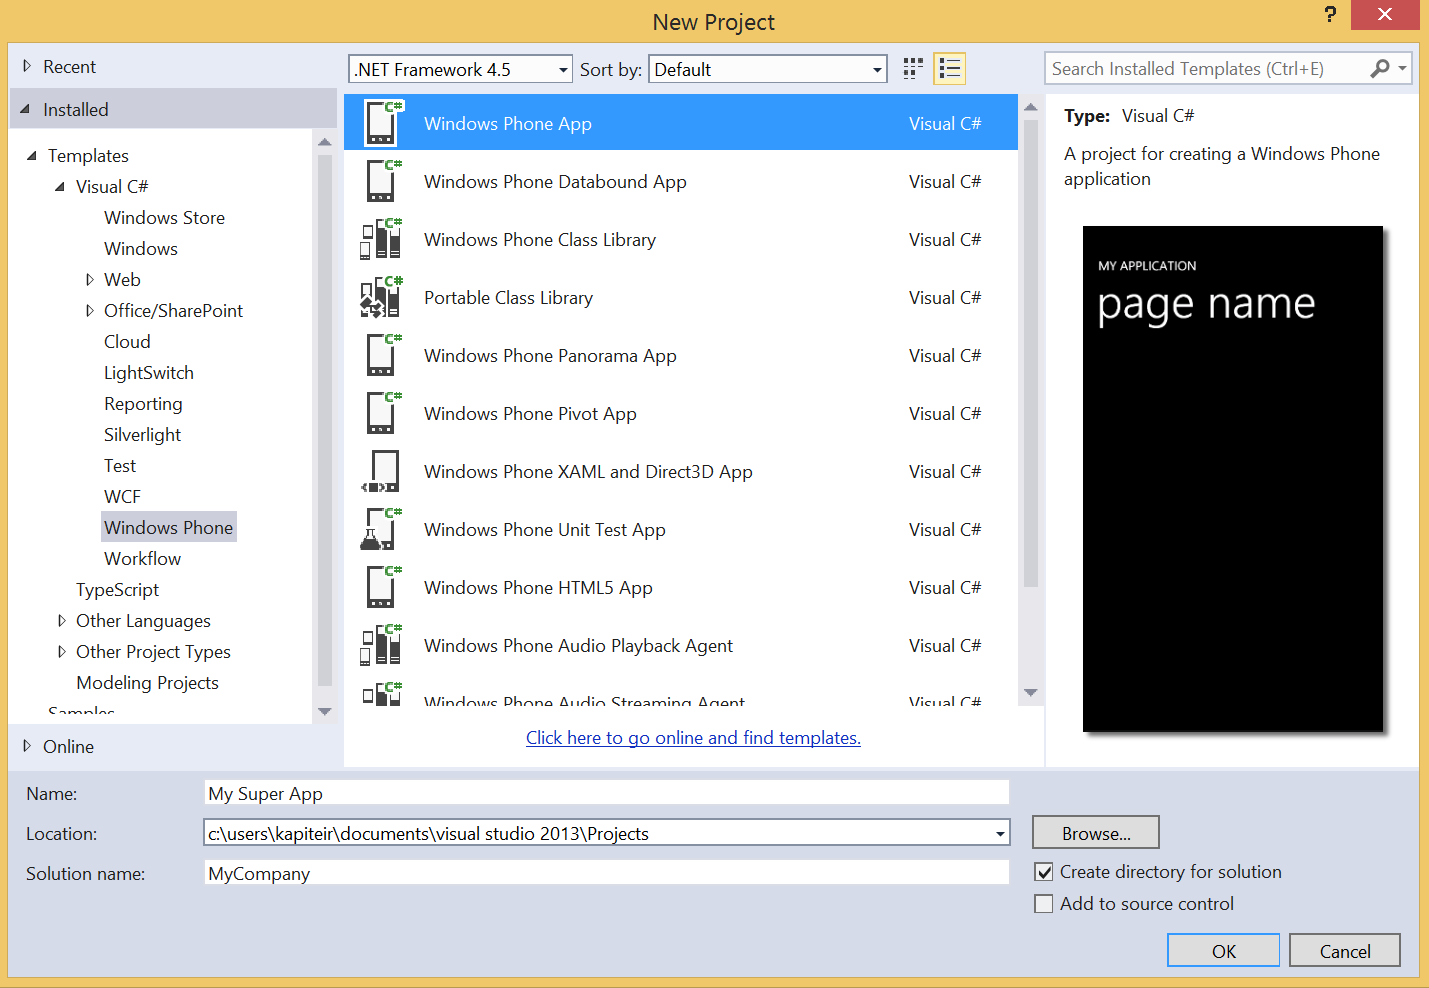 New Project
?
Recent
Installed
Templates
Visual C#
Windows Store
Windows
Web
Office/SharePoint
Cloud
LightSwitch
Reporting
Silverlight
Test
WCF
Windows Phone
Workflow
TypeScript
Other Languages
Other Project Types
Modeling Projects
Samples
Online
.NET Framework 4.5 Sort by: Default
Windows Phone App Visual C#
Windows Phone Databound App Visual C#
Windows Phone Class Library Visual C#
Portable Class Library Visual C#
Windows Phone Panorama App Visual C#
Windows Phone Pivot App Visual C#
Windows Phone XAML and Direct3D App Visual C#
Windows Phone Unit Test App Visual C#
Windows Phone HTML5 App Visual C#
Windows Phone Audio Playback Agent Visual C#
Windows Phone Audio Streaming Agent Visual C#
Click here to go online and find templates.
Search Installed Templates (Ctrl+E)
Type: Visual C#
A project for creating a Windows Phone
application
MY APPLICATION
page name
Name: My Super App
Location: c:\users\kapiteir\documents\visual studio 2013\Projects
Browse...
Solution name: MyCompany
Create directory for solution
Add to source control
OK Cancel